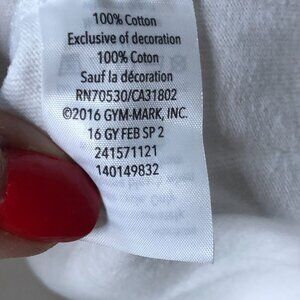 100% Cotton
Exclusive of decoration
100% Coton
Sauf la décoration
RN70530/CA31802
©2016 GYM-MARK, INC.
16 GY FEB SP 2
241571121
140149832